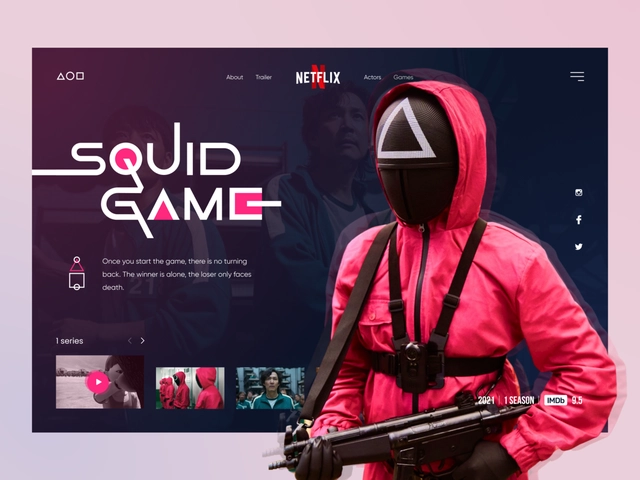 About
Trailer
NETFLIX
Actors
Games
SQUID
GAME
Once you start the game, there is no turning
back. The winner is alone, the loser only faces
death.
1 series
2021 | 1 SEASON | IMDb 9.5